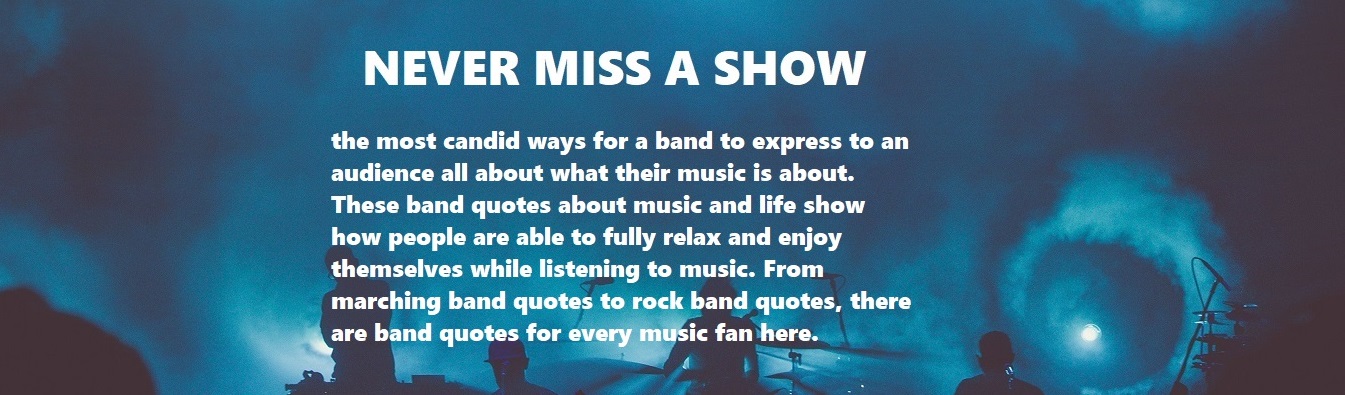 NEVER MISS A SHOW
the most candid ways for a band to express to an
audience all about what their music is about.
These band quotes about music and life show
how people are able to fully relax and enjoy
themselves while listening to music. From
marching band quotes to rock band quotes, there
are band quotes for every music fan here.